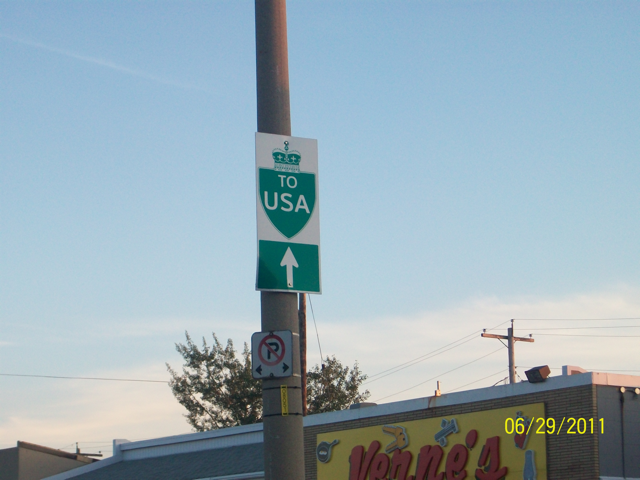 TO
USA
P
Verne's
06/29/2011